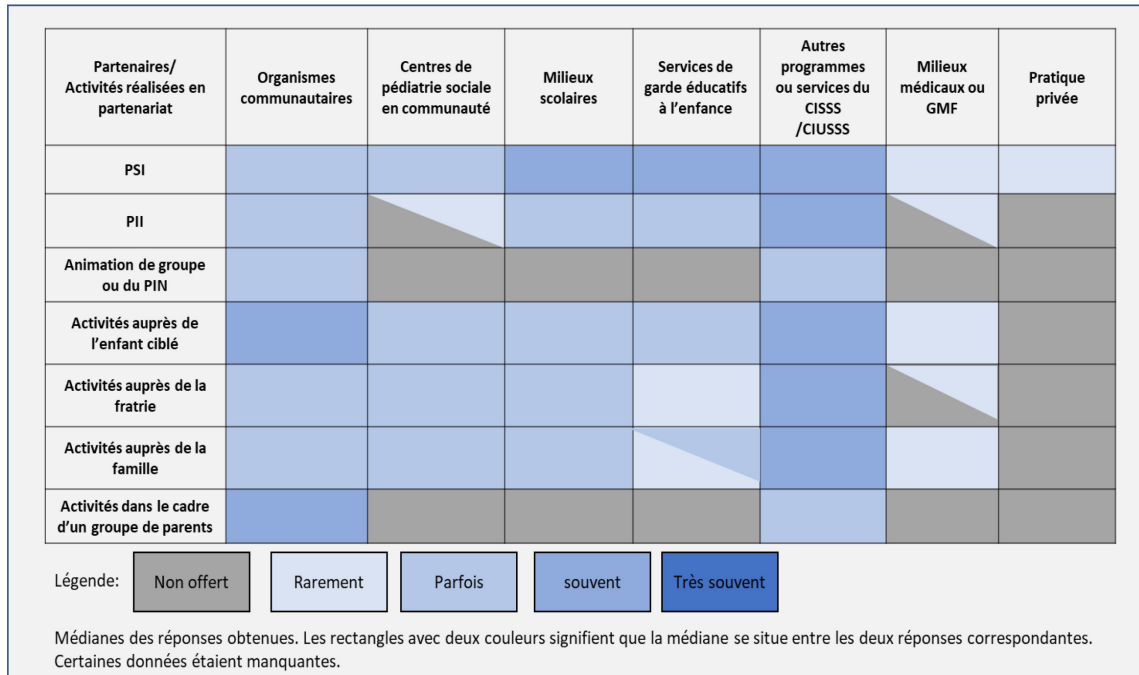 Partenaires/
Activités réalisées en
partenariat
Organismes
communautaires
Centres de
pédiatrie sociale
en communauté
Milieux
scolaires
Services de
garde éducatifs
à l'enfance
Autres
programmes
ou services du
CISSS
/CIUSSS
Milieux
médicaux ou
GMF
Pratique
privée
PSI
PII
Animation de groupe
ou du PIN
Activités auprès de
l'enfant ciblé
Activités auprès de la
fratrie
Activités auprès de la
famille
Activités dans le cadre
d'un groupe de parents
Légende:
Non offert
Rarement
Parfois
souvent
Très souvent
Médianes des réponses obtenues. Les rectangles avec deux couleurs signifient que la médiane se situe entre les deux réponses correspondantes.
Certaines données étaient manquantes.